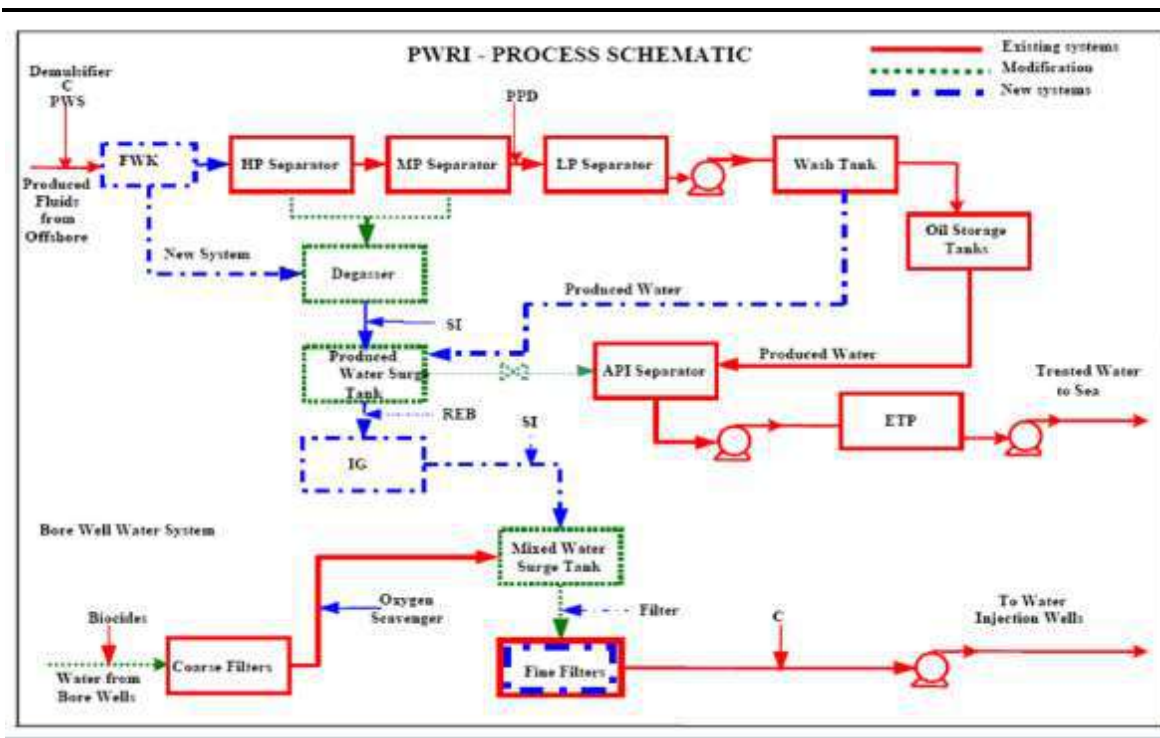 PWRI - PROCESS SCHEMATIC
Existing systems
Modification
New systems
Demulsifier
C
PWS
PPD
FWK
HP Separator
MP Separator
LP Separator
Wash Tank
Produced
Fluids
from
Offshore
Oil Storage
Tanks
New System
Degasser
Produced Water
SI
Produced
Water Surge
Tank
API Separator
Produced Water
Treated Water
to Sea
REB
SI
ETP
IG
Bore Well Water System
Mixed Water
Surge Tank
Biocides
Oxygen
Scavenger
Filter
C
To Water
Injection Wells
Coarse Filters
Fine Filters
Water from
Bore Wells